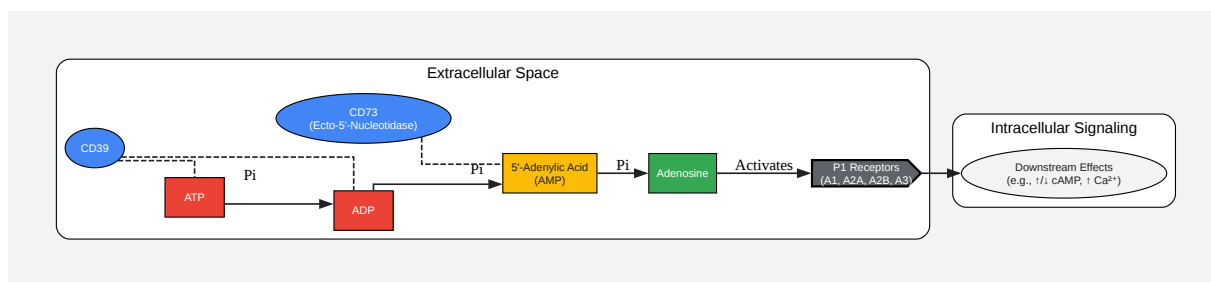 Extracellular Space
CD73
(Ecto-5'-Nucleotidase)
CD39
Pi
ATP
ADP
Pi
5'-Adenylic Acid
(AMP)
Pi
Adenosine
Activates
P1 Receptors
(A1, A2A, A2B, A3)
Intracellular Signaling
Downstream Effects
(e.g., ↑/↓ cAMP, ↑ Ca²⁺)